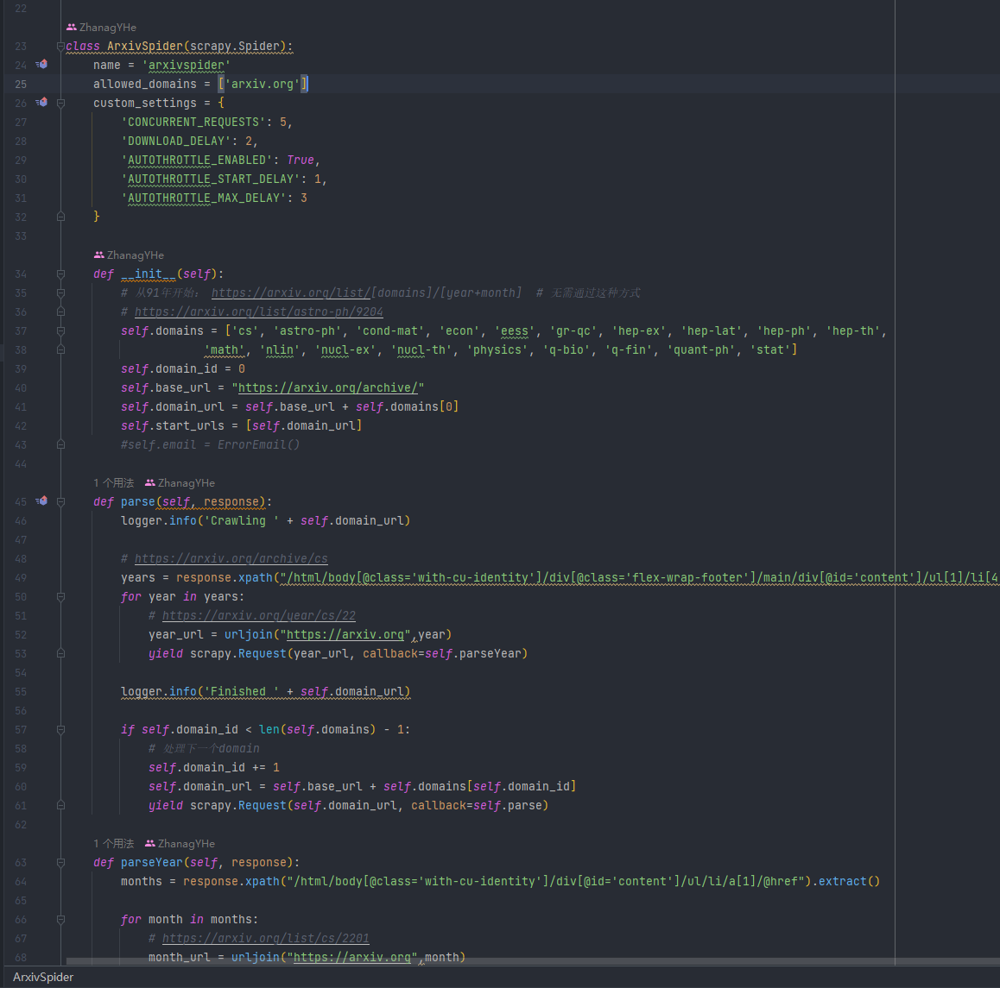 22
ZhanagYHe
23 class ArxivSpider(scrapy.Spider):
24 name = 'arxivspider'
25 allowed_domains = ['arxiv.org']
26 custom_settings = {
27 'CONCURRENT_REQUESTS': 5,
28 'DOWNLOAD_DELAY': 2,
29 'AUTOTHROTTLE_ENABLED': True,
30 'AUTOTHROTTLE_START_DELAY': 1,
31 'AUTOTHROTTLE_MAX_DELAY': 3
32 }
33
ZhanagYHe
34 def __init__(self):
35 # 从91年开始： https://arxiv.org/list/[domains]/[year+month] # 无需通过这种方式
36 # https://arxiv.org/list/astro-ph/9204
37 self.domains = ['cs', 'astro-ph', 'cond-mat', 'econ', 'eess', 'gr-qc', 'hep-ex', 'hep-lat', 'hep-ph', 'hep-th',
38 'math', 'nlin', 'nucl-ex', 'nucl-th', 'physics', 'q-bio', 'q-fin', 'quant-ph', 'stat']
39 self.domain_id = 0
40 self.base_url = "https://arxiv.org/archive/"
41 self.domain_url = self.base_url + self.domains[0]
42 self.start_urls = [self.domain_url]
43 #self.email = ErrorEmail()
44
1 个用法 ZhanagYHe
45 def parse(self, response):
46 logger.info('Crawling ' + self.domain_url)
47
48 # https://arxiv.org/archive/cs
49 years = response.xpath("/html/body[@class='with-cu-identity']/div[@class='flex-wrap-footer']/main/div[@id='content']/ul[1]/li[4
50 for year in years:
51 # https://arxiv.org/year/cs/22
52 year_url = urljoin("https://arxiv.org",year)
53 yield scrapy.Request(year_url, callback=self.parseYear)
54
55 logger.info('Finished ' + self.domain_url)
56
57 if self.domain_id < len(self.domains) - 1:
58 # 处理下一个domain
59 self.domain_id += 1
60 self.domain_url = self.base_url + self.domains[self.domain_id]
61 yield scrapy.Request(self.domain_url, callback=self.parse)
62
1 个用法 ZhanagYHe
63 def parseYear(self, response):
64 months = response.xpath("/html/body[@class='with-cu-identity']/div[@id='content']/ul/li/a[1]/@href").extract()
65
66 for month in months:
67 # https://arxiv.org/list/cs/2201
68 month_url = urljoin("https://arxiv.org",month)
ArxivSpider